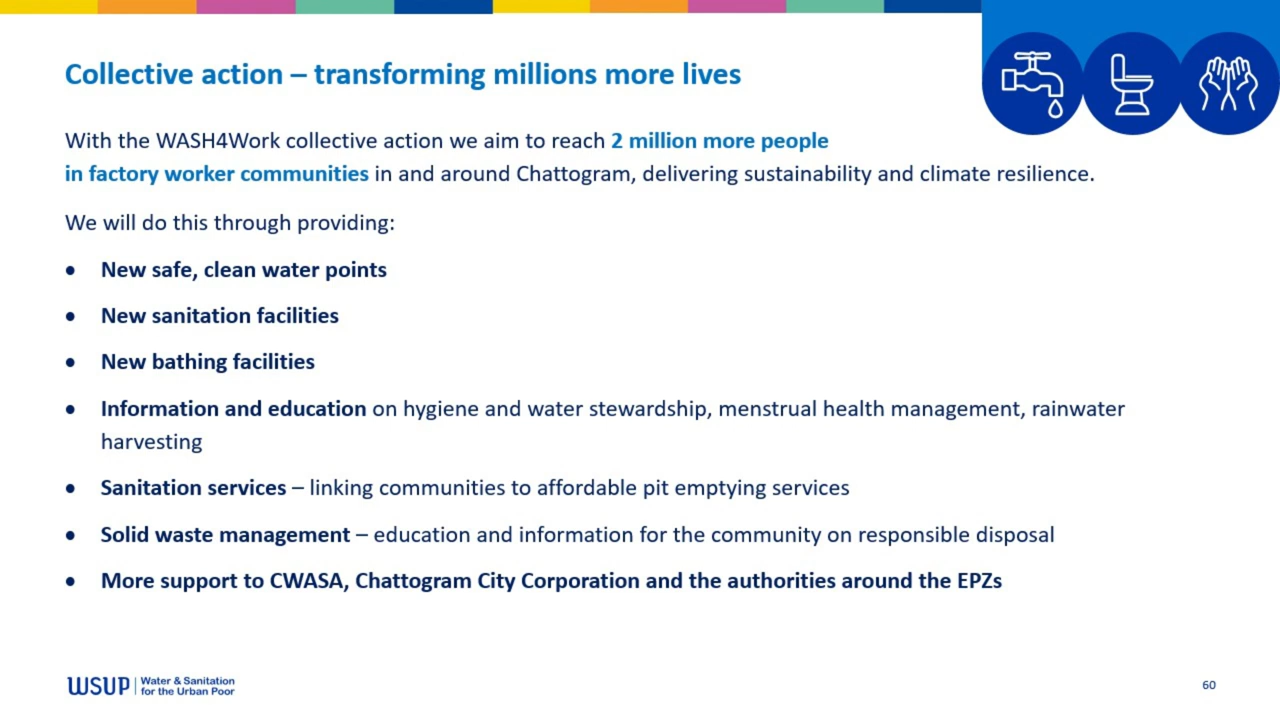 Collective action – transforming millions more lives
With the WASH4Work collective action we aim to reach 2 million more people
in factory worker communities in and around Chattogram, delivering sustainability and climate resilience.
We will do this through providing:
• New safe, clean water points
• New sanitation facilities
• New bathing facilities
• Information and education on hygiene and water stewardship, menstrual health management, rainwater
harvesting
• Sanitation services – linking communities to affordable pit emptying services
• Solid waste management – education and information for the community on responsible disposal
• More support to CWASA, Chattogram City Corporation and the authorities around the EPZs
WSUP | Water & Sanitation
for the Urban Poor
60